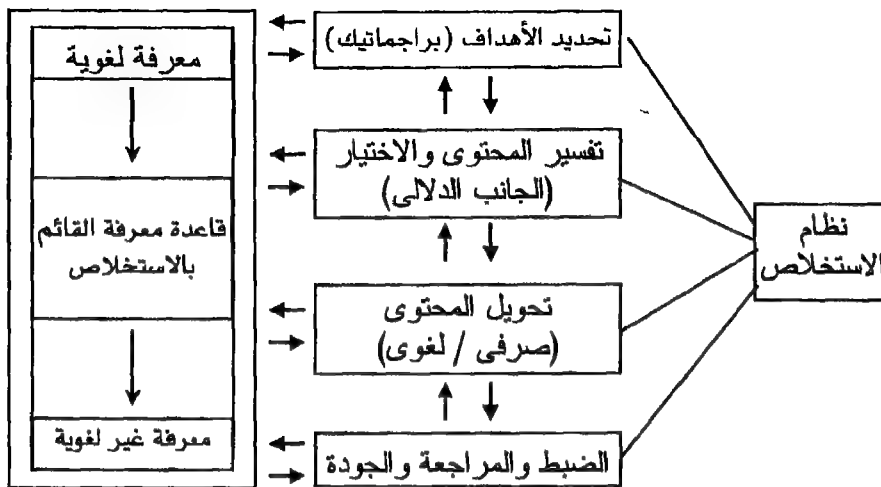 نظام
الاستخلاص
تحديد الأهداف (براجماتيك)
تفسير المحتوى والاختيار
(الجانب الدلالى)
تحويل المحتوى
(صرفى / لغوى)
الضبط والمراجعة والجودة
معرفة لغوية
قاعدة معرفة القائم
بالاستخلاص
معرفة غير لغوية